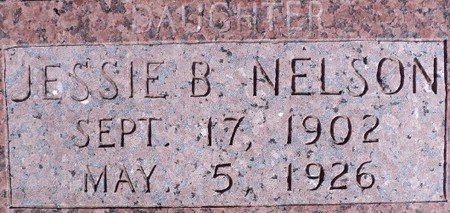 DAUGHTER
JESSIE B. NELSON
SEPT. 17, 1902
MAY. 5, 1926